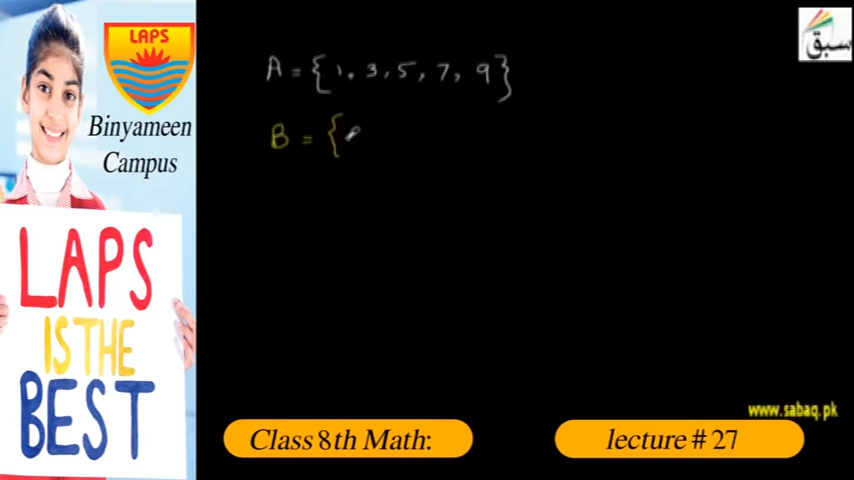 LAPS
Binyameen
Campus
LAPS
IS THE
BEST
A = {1, 3, 5, 7, 9}
B = {
سبق
www.sabaq.pk
Class 8th Math:
lecture # 27